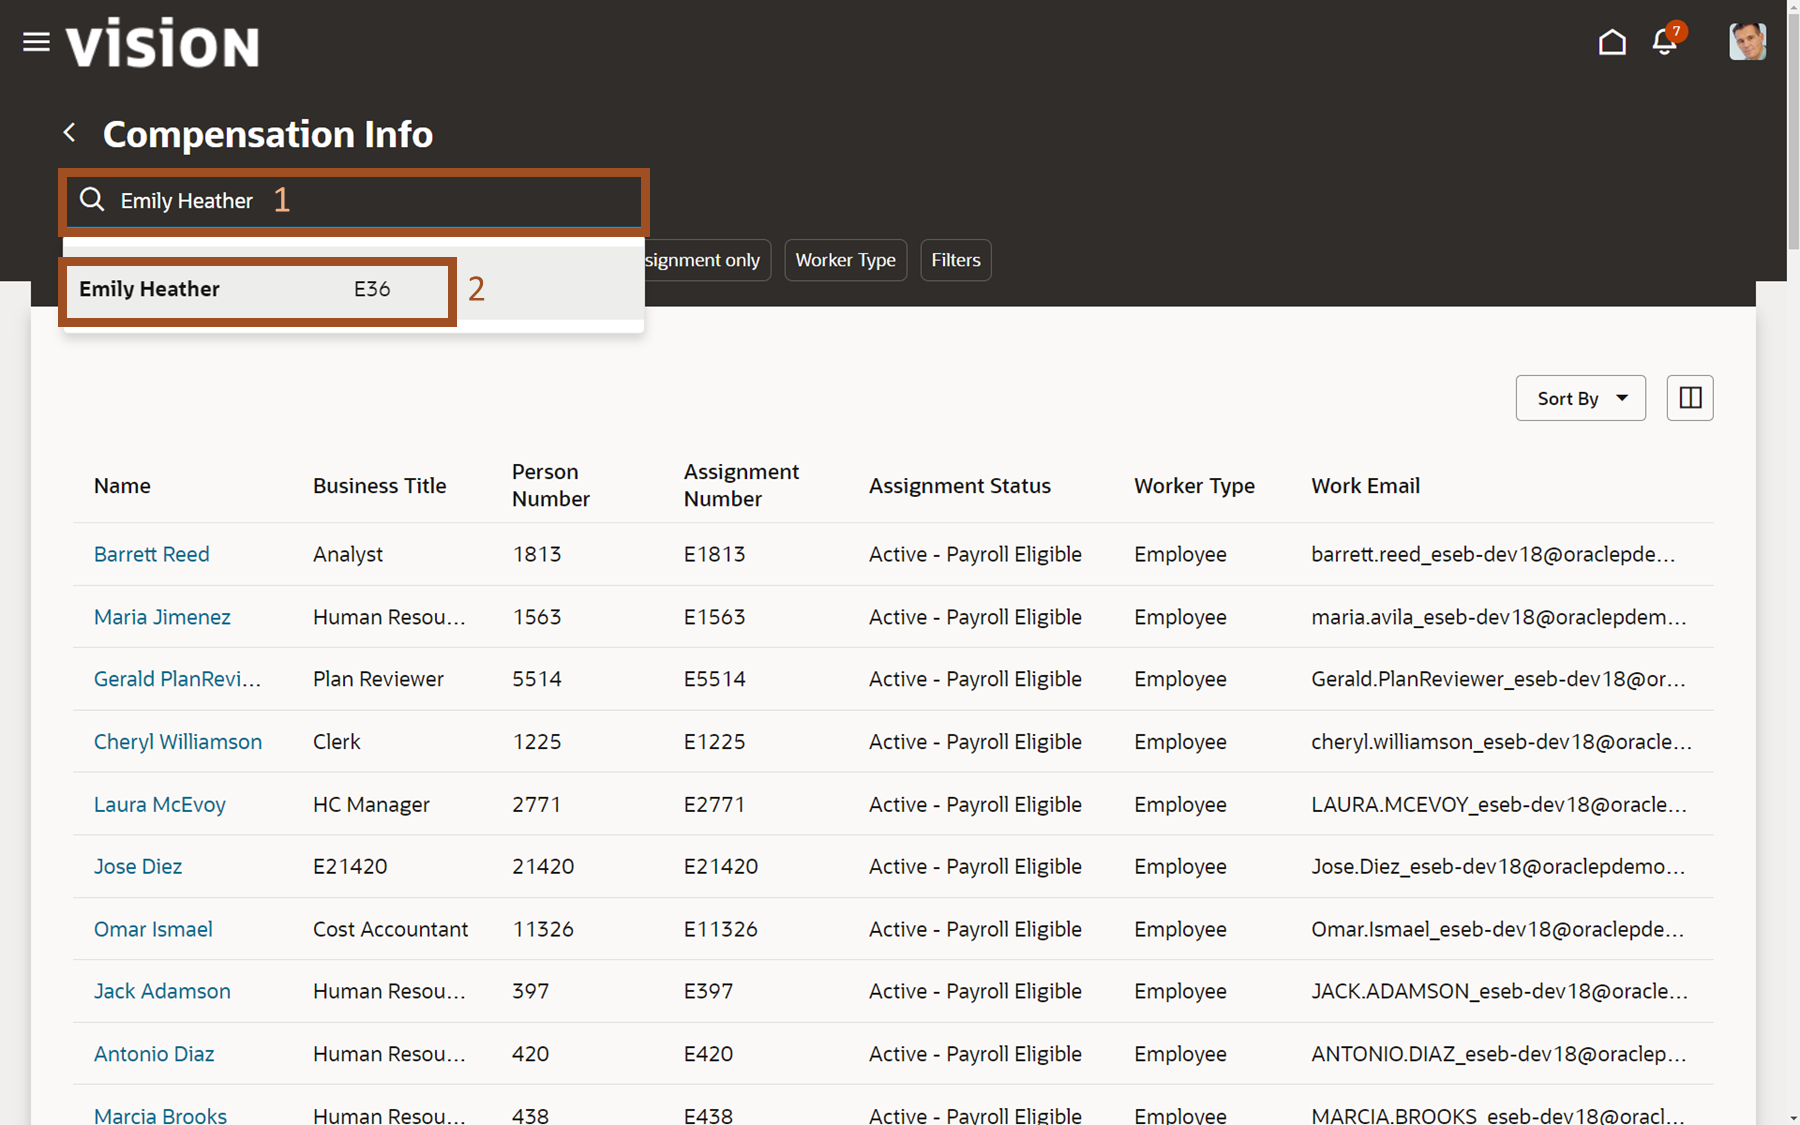 VISION
7
Compensation Info
Emily Heather 1
signment only Worker Type Filters
Emily Heather E36 2
Sort By
Name Business Title Person Number Assignment Number Assignment Status Worker Type Work Email
Barrett Reed Analyst 1813 E1813 Active - Payroll Eligible Employee barrett.reed_eseb-dev18@oraclepde...
Maria Jimenez Human Resou... 1563 E1563 Active - Payroll Eligible Employee maria.avila_eseb-dev18@oraclepdem...
Gerald PlanRevi... Plan Reviewer 5514 E5514 Active - Payroll Eligible Employee Gerald.PlanReviewer_eseb-dev18@or...
Cheryl Williamson Clerk 1225 E1225 Active - Payroll Eligible Employee cheryl.williamson_eseb-dev18@oracle...
Laura McEvoy HC Manager 2771 E2771 Active - Payroll Eligible Employee LAURA.MCEVOY_eseb-dev18@oracle...
Jose Diez E21420 21420 E21420 Active - Payroll Eligible Employee Jose.Diez_eseb-dev18@oraclepdemo...
Omar Ismael Cost Accountant 11326 E11326 Active - Payroll Eligible Employee Omar.Ismael_eseb-dev18@oraclepde...
Jack Adamson Human Resou... 397 E397 Active - Payroll Eligible Employee JACK.ADAMSON_eseb-dev18@oracle...
Antonio Diaz Human Resou... 420 E420 Active - Payroll Eligible Employee ANTONIO.DIAZ_eseb-dev18@oraclep...
Marcia Brooks Human Resou... 438 E438 Active - Payroll Eligible Employee MARCIA.BROOKS_eseb-dev18@oracl...